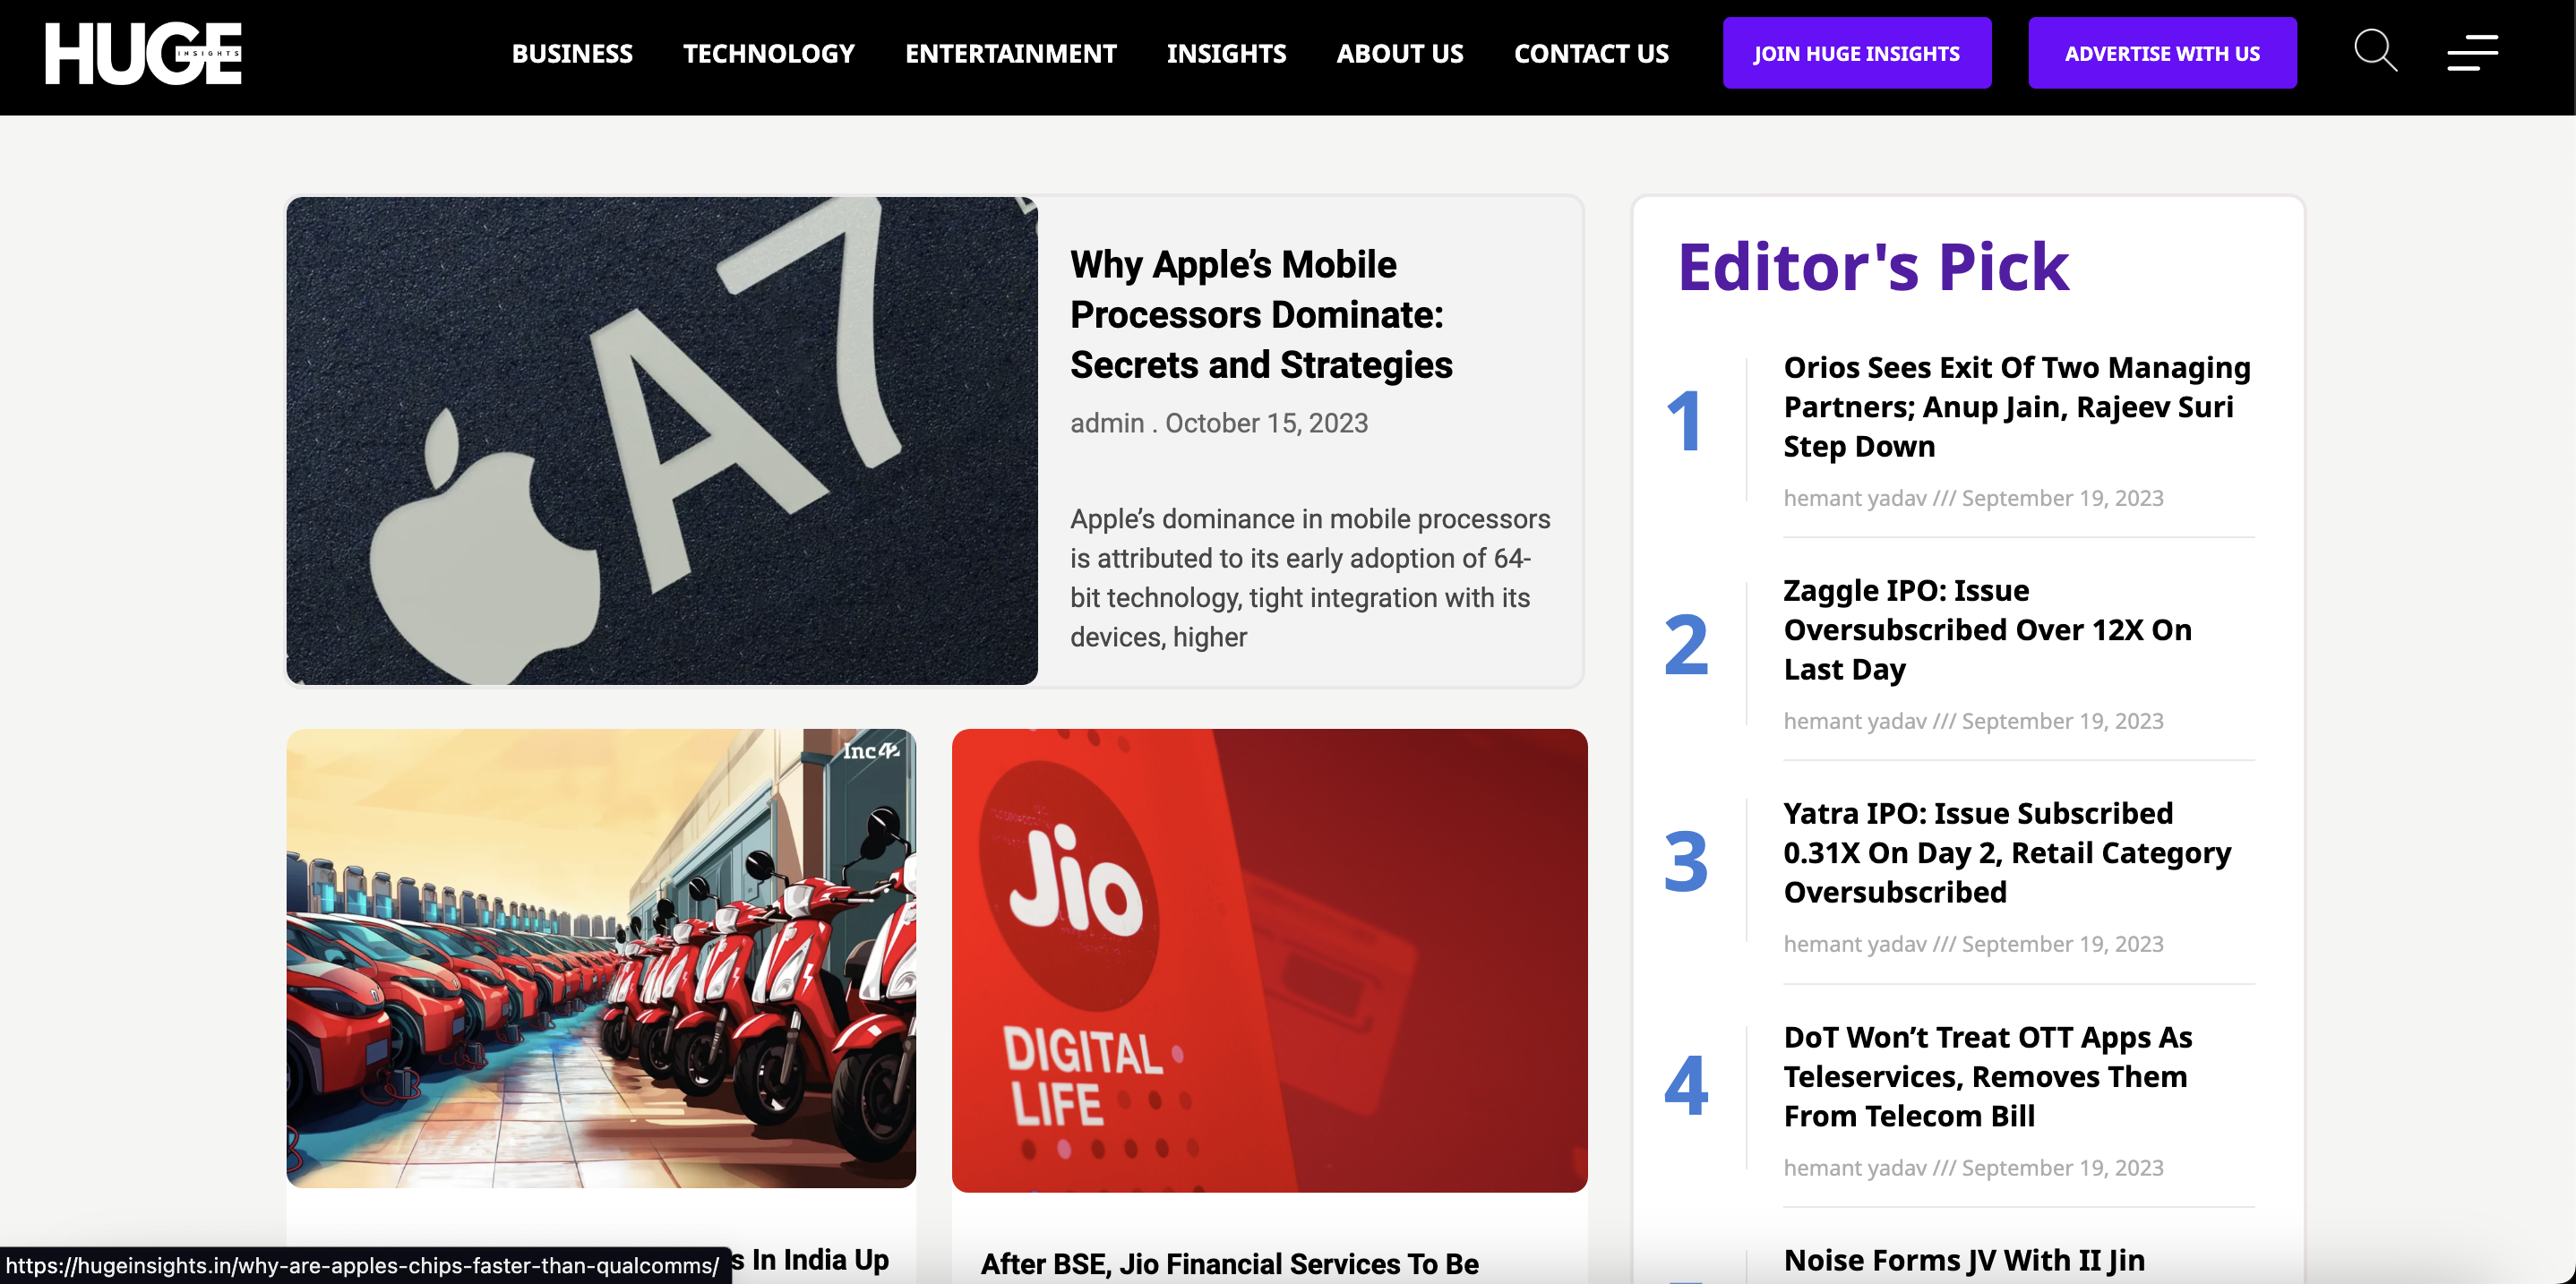 HUGE
INSIGHTS
BUSINESS
TECHNOLOGY
ENTERTAINMENT
INSIGHTS
ABOUT US
CONTACT US
JOIN HUGE INSIGHTS
ADVERTISE WITH US
A7
Why Apple’s Mobile
Processors Dominate:
Secrets and Strategies
admin . October 15, 2023
Apple’s dominance in mobile processors
is attributed to its early adoption of 64-
bit technology, tight integration with its
devices, higher
Inc42
Jio
DIGITAL
LIFE
s In India Up
After BSE, Jio Financial Services To Be
Editor's Pick
1
Orios Sees Exit Of Two Managing
Partners; Anup Jain, Rajeev Suri
Step Down
hemant yadav /// September 19, 2023
2
Zaggle IPO: Issue
Oversubscribed Over 12X On
Last Day
hemant yadav /// September 19, 2023
3
Yatra IPO: Issue Subscribed
0.31X On Day 2, Retail Category
Oversubscribed
hemant yadav /// September 19, 2023
4
DoT Won’t Treat OTT Apps As
Teleservices, Removes Them
From Telecom Bill
hemant yadav /// September 19, 2023
Noise Forms JV With II Jin
https://hugeinsights.in/why-are-apples-chips-faster-than-qualcomms/